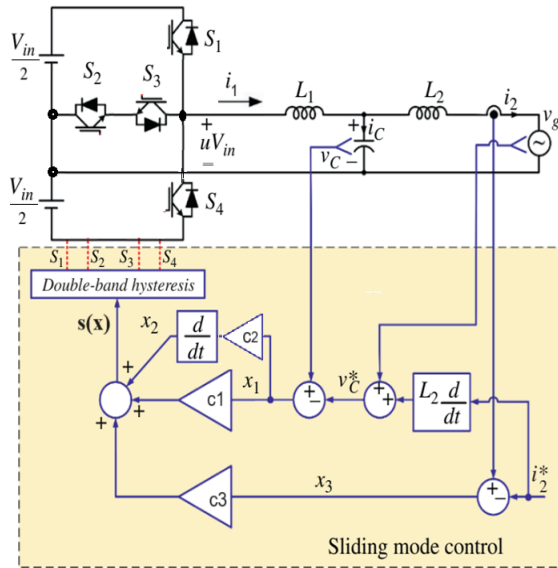 V_in/2
S_1
S_2
S_3
i_1
L_1
L_2
i_2
v_g
+
uV_in
−
+
i_C
v_C −
V_in/2
S_4
S_1 S_2 S_3 S_4
Double-band hysteresis
s(x)
x_2
d/dt
c2
+
+
+
c1
x_1
+
−
v_C^*
+
+
L_2 d/dt
c3
x_3
+
−
i_2^*
Sliding mode control